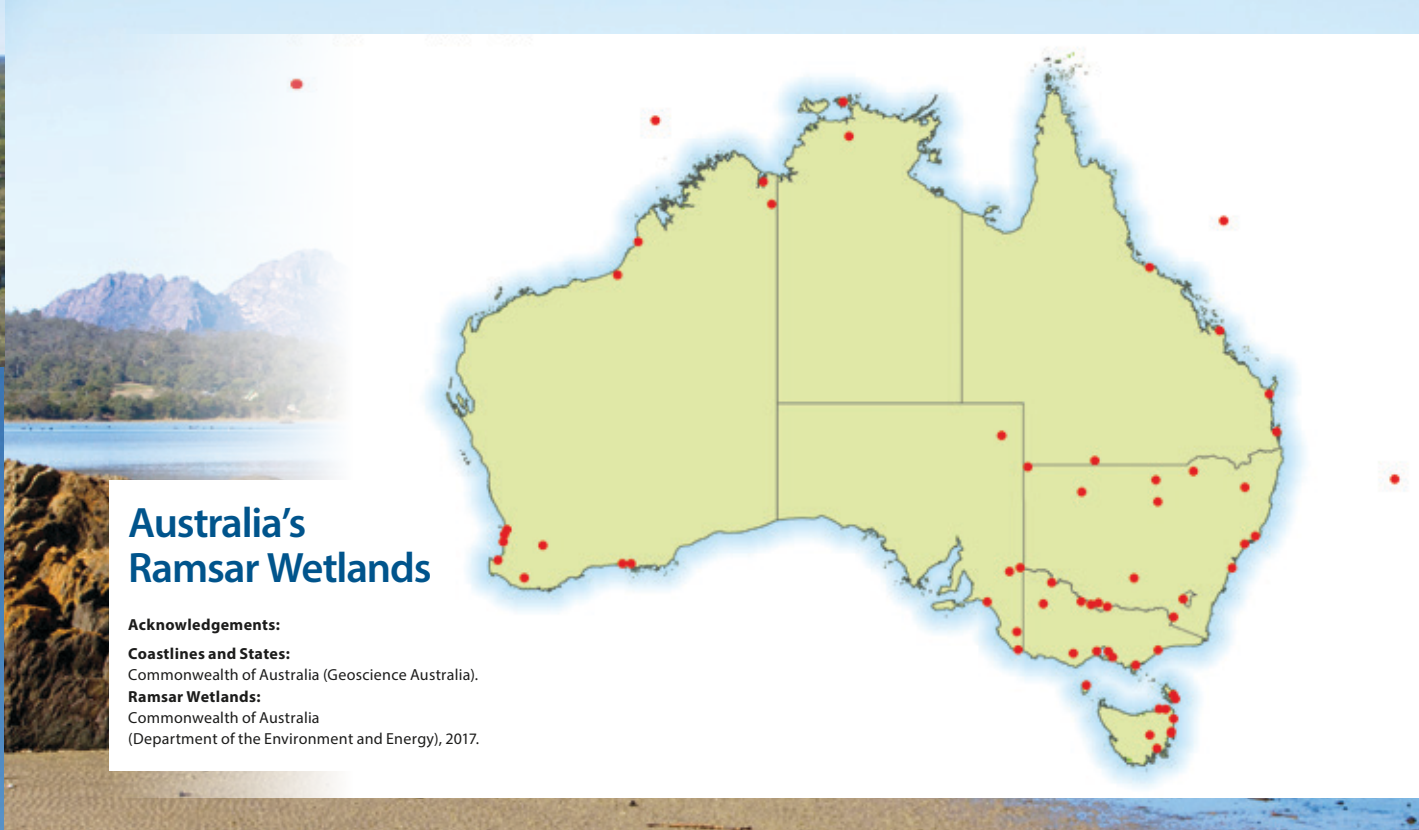 Australia's
Ramsar Wetlands
Acknowledgements:
Coastlines and States:
Commonwealth of Australia (Geoscience Australia).
Ramsar Wetlands:
Commonwealth of Australia
(Department of the Environment and Energy), 2017.